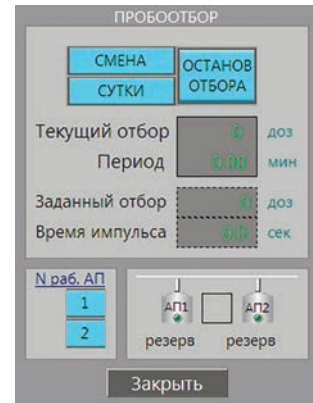 ПРОБООТБОР
СМЕНА
СУТКИ
ОСТАНОВ
ОТБОРА
Текущий отбор 0 доз
Период 0.00 мин
Заданный отбор 0 доз
Время импульса 0.0 сек
N раб. АП
1
2
АП1 АП2
резерв резерв
Закрыть